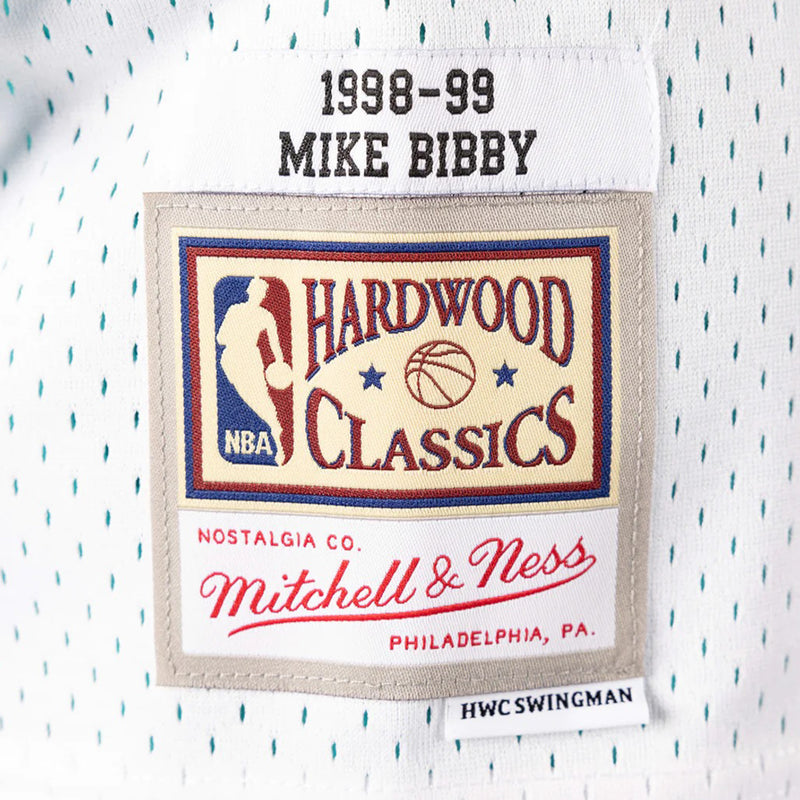 1998-99
MIKE BIBBY
NBA
HARDWOOD
CLASSICS
NOSTALGIA CO.
Mitchell & Ness
PHILADELPHIA, PA.
HWC SWINGMAN